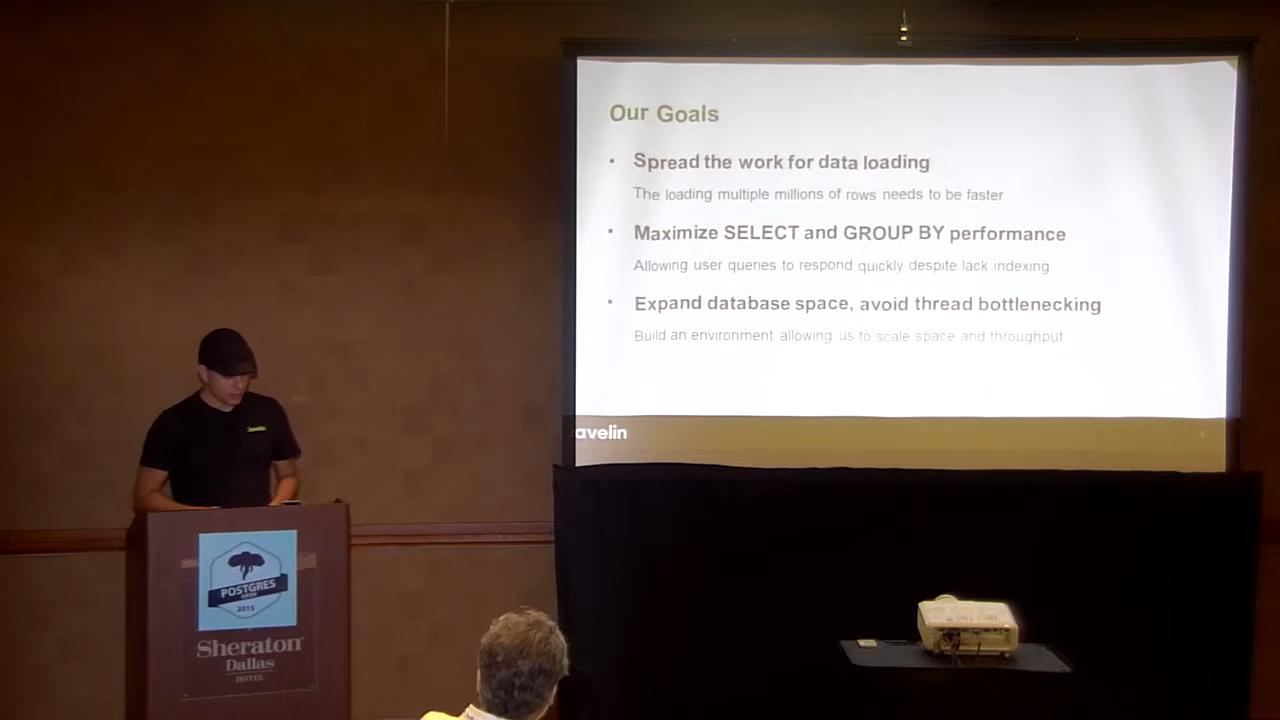 Our Goals
• Spread the work for data loading
The loading multiple millions of rows needs to be faster
• Maximize SELECT and GROUP BY performance
Allowing user queries to respond quickly despite lack indexing
• Expand database space, avoid thread bottlenecking
Build an environment allowing us to scale space and throughput
avelin
Javelin
POSTGRES
OPEN
2015
Sheraton
Dallas
HOTEL